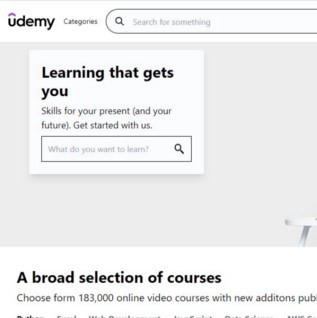 ûdemy Categories Search for something
Learning that gets
you
Skills for your present (and your
future). Get started with us.
What do you want to learn?
A broad selection of courses
Choose form 183,000 online video courses with new additons publ